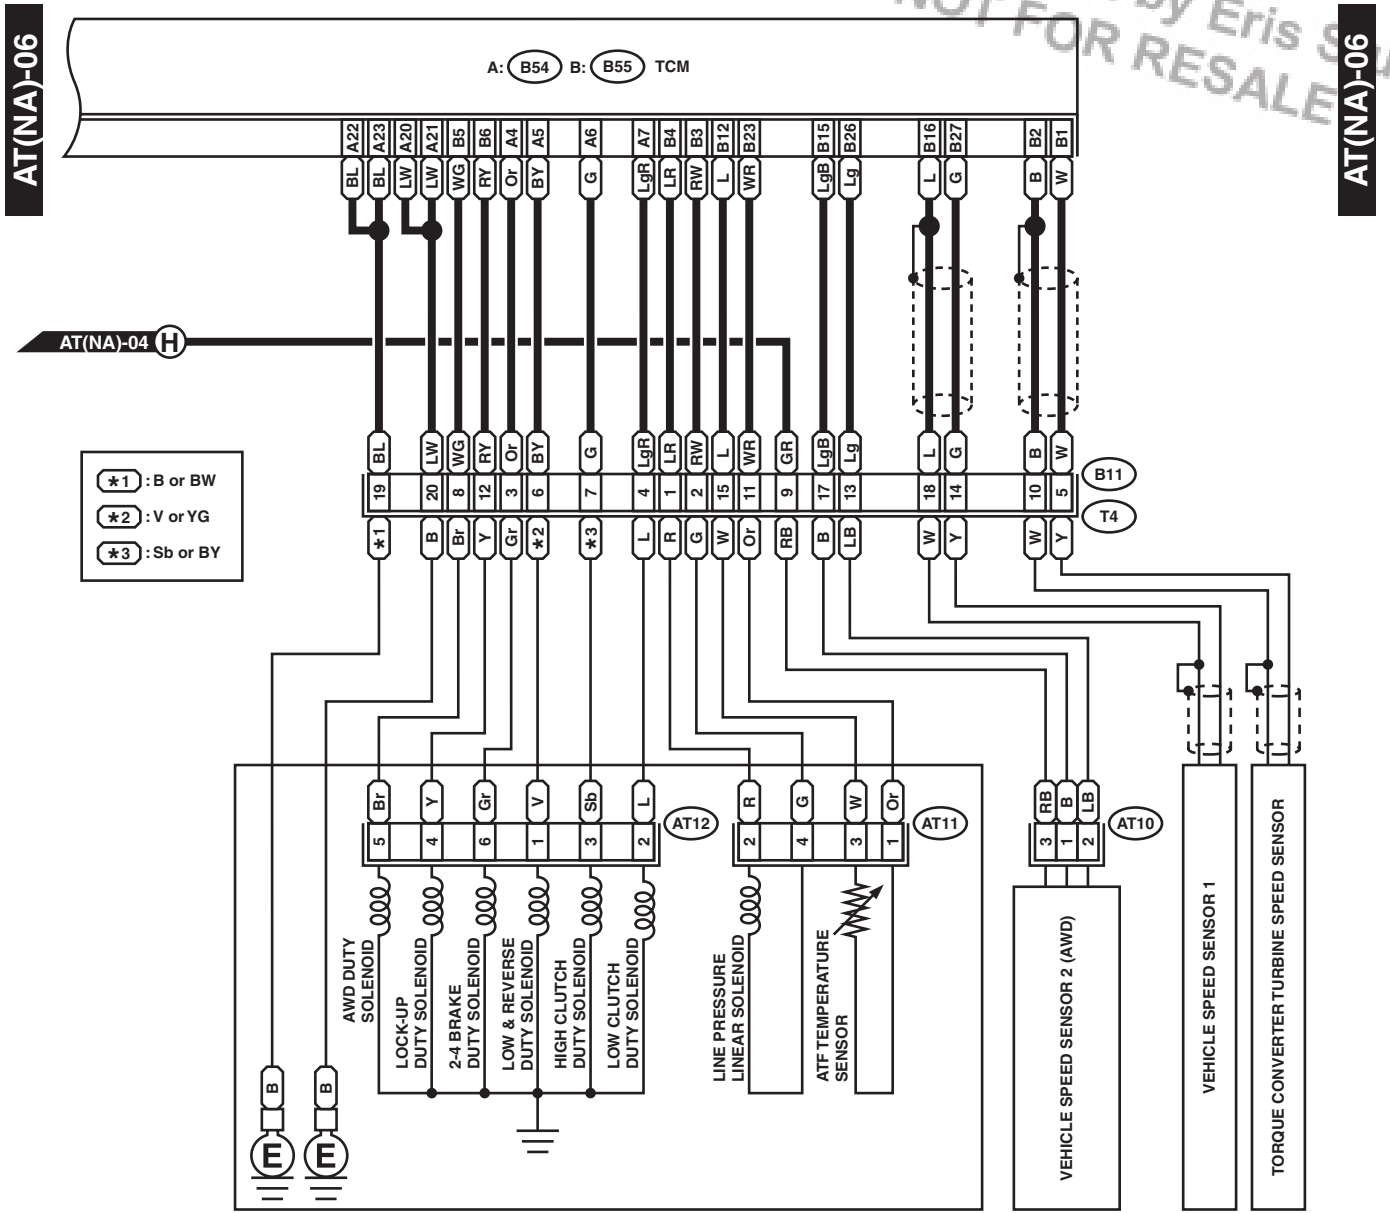 by Eris
NOT FOR RESALE
AT(NA)-06
AT(NA)-06
A: B54 B: B55 TCM
A22 A23 A20 A21 B5 B6 A4 A5 A6 A7 B4 B3 B12 B23 B15 B26 B16 B27 B2 B1
BL BL LW LW WG RY Or BY G LgR LR RW L WR LgB Lg L G B W
AT(NA)-04 H
BL LW WG RY Or BY G LgR LR RW L WR GR LgB Lg L G B W
19 20 8 12 3 6 7 4 1 2 15 11 9 17 13 18 14 10 5
B11
T4
*1 B Br Y Gr *2 *3 L R G W Or RB B LB W Y W Y
*1 : B or BW
*2 : V or YG
*3 : Sb or BY
Br Y Gr V Sb L
5 4 6 1 3 2
AT12
R G W Or
2 4 3 1
AT11
RB B LB
3 1 2
AT10
AWD DUTY
SOLENOID
LOCK-UP
DUTY SOLENOID
2-4 BRAKE
DUTY SOLENOID
LOW & REVERSE
DUTY SOLENOID
HIGH CLUTCH
DUTY SOLENOID
LOW CLUTCH
DUTY SOLENOID
LINE PRESSURE
LINEAR SOLENOID
ATF TEMPERATURE
SENSOR
VEHICLE SPEED SENSOR 2 (AWD)
VEHICLE SPEED SENSOR 1
TORQUE CONVERTER TURBINE SPEED SENSOR
B B
E E